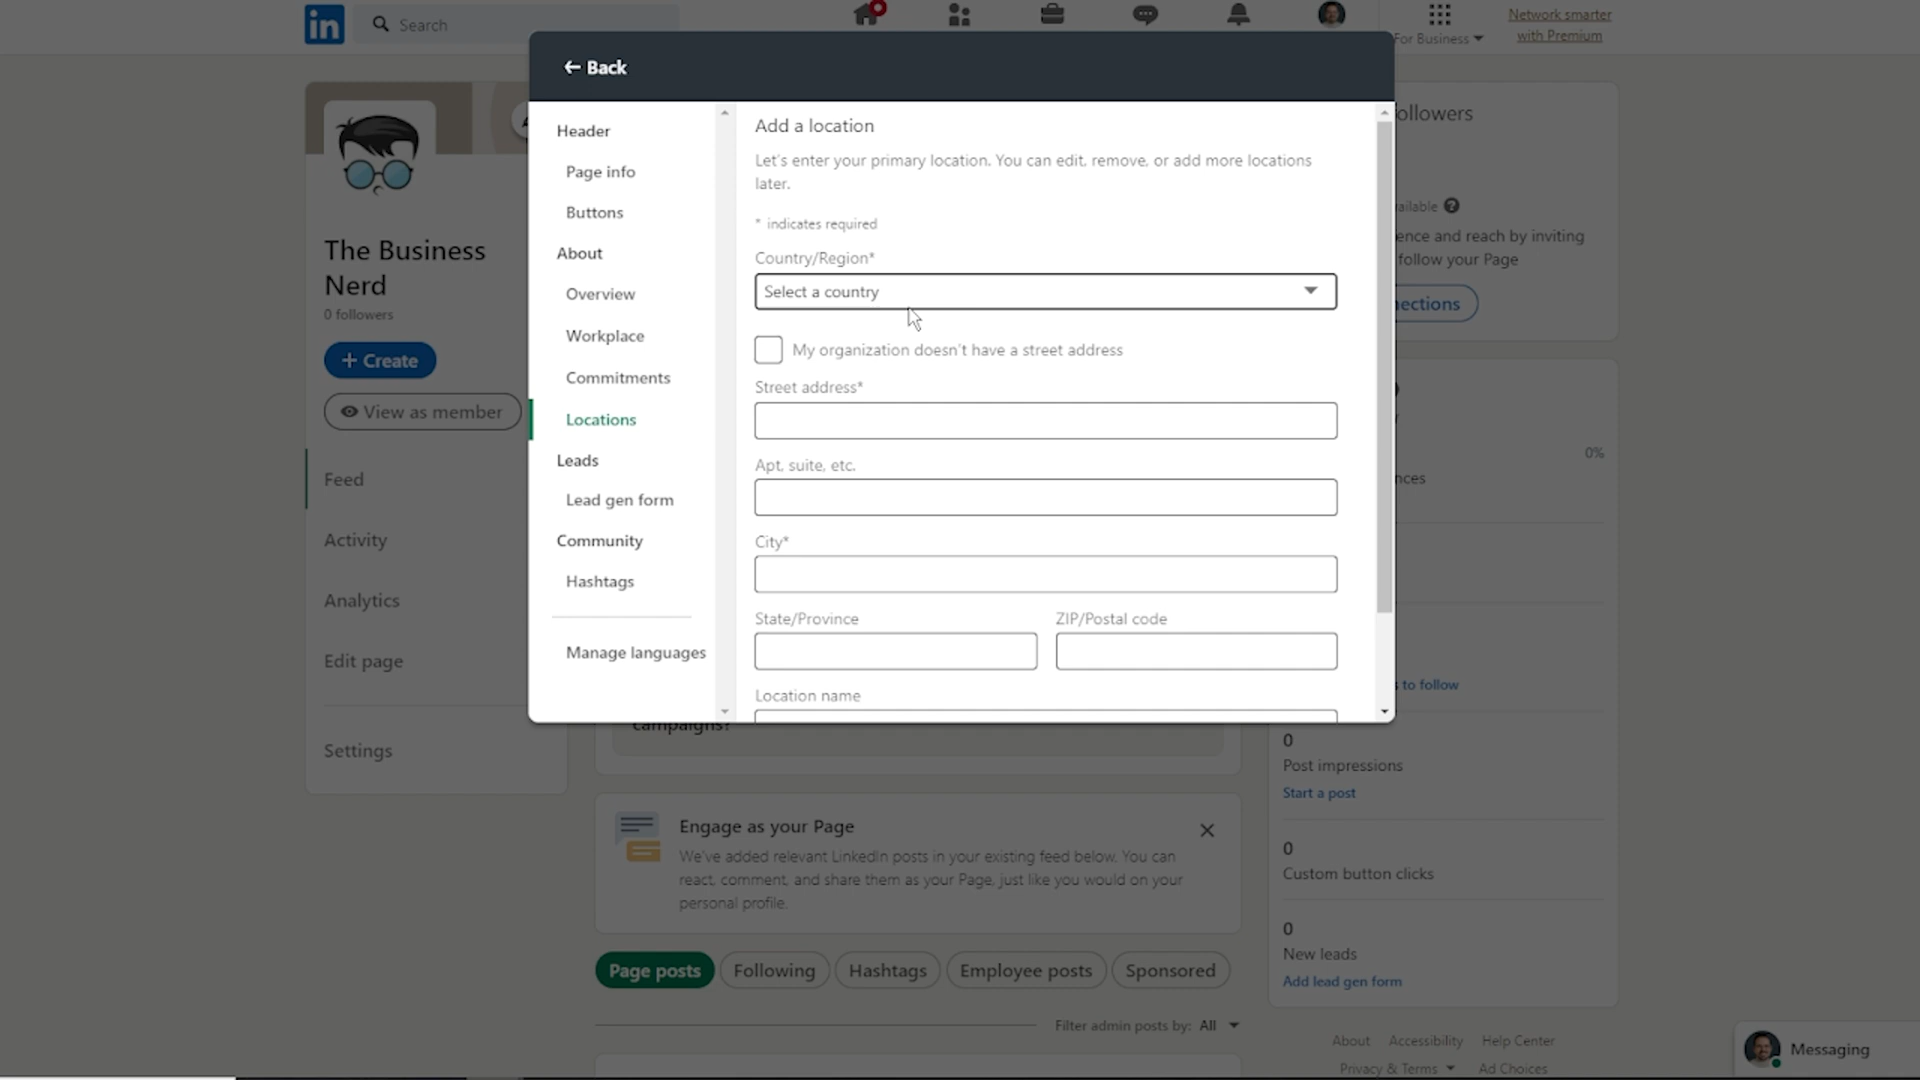 in
Search
For Business
Network smarter
with Premium
← Back
Header
Page info
Buttons
About
Overview
Workplace
Commitments
Locations
Leads
Lead gen form
Community
Hashtags
Manage languages
Add a location
Let's enter your primary location. You can edit, remove, or add more locations
later.
* indicates required
Country/Region*
Select a country
My organization doesn't have a street address
Street address*
Apt, suite, etc.
City*
State/Province
ZIP/Postal code
Location name
The Business
Nerd
0 followers
+ Create
View as member
Feed
Activity
Analytics
Edit page
Settings
ollowers
ailable
ence and reach by inviting
follow your Page
ections
0%
nces
s to follow
0
Post impressions
Start a post
0
Custom button clicks
0
New leads
Add lead gen form
campaigns?
Engage as your Page
We've added relevant LinkedIn posts in your existing feed below. You can
react, comment, and share them as your Page, just like you would on your
personal profile.
Page posts
Following
Hashtags
Employee posts
Sponsored
Filter admin posts by: All
About
Accessibility
Help Center
Privacy & Terms
Ad Choices
Messaging